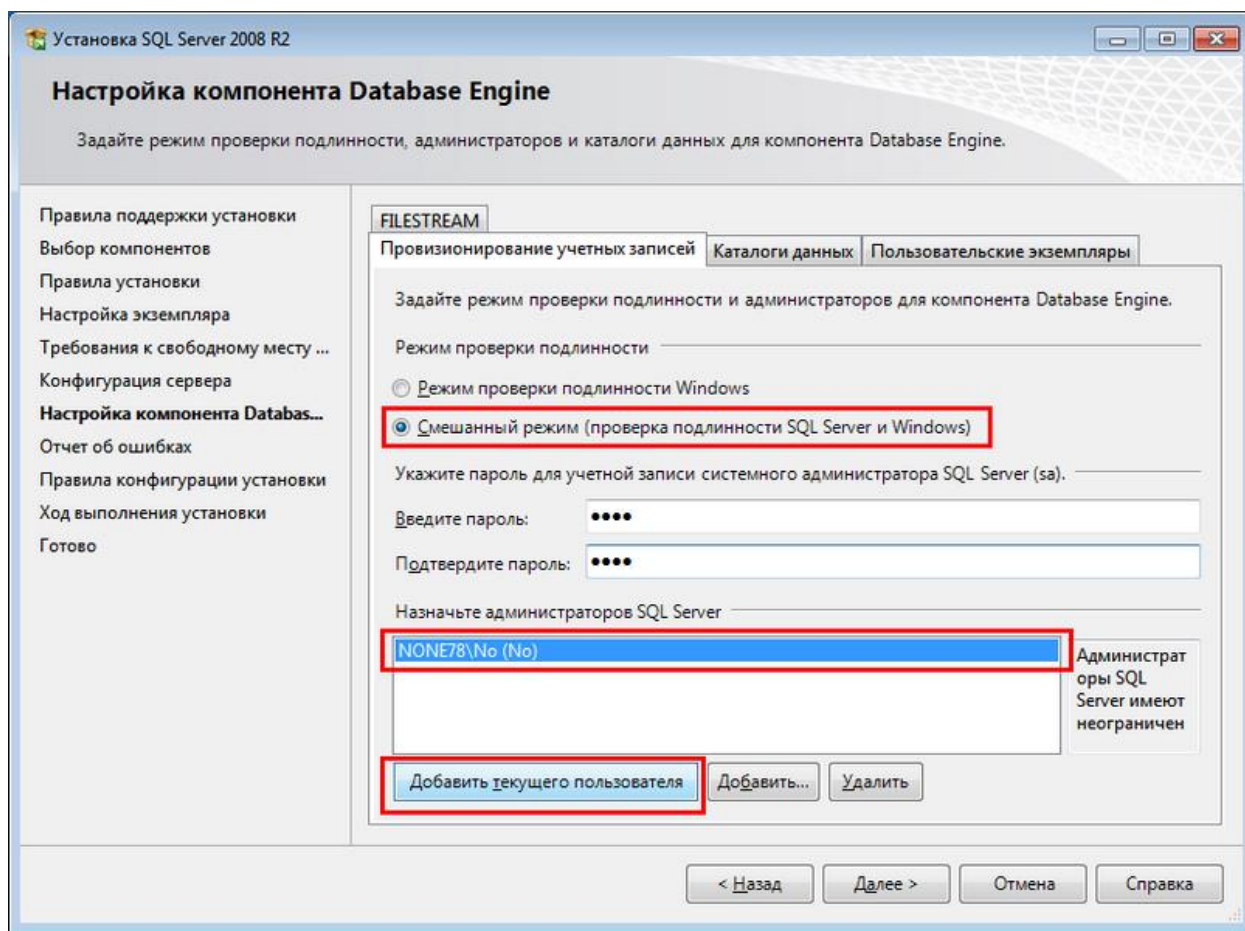 Установка SQL Server 2008 R2
Настройка компонента Database Engine
Задайте режим проверки подлинности, администраторов и каталоги данных для компонента Database Engine.
Правила поддержки установки
Выбор компонентов
Правила установки
Настройка экземпляра
Требования к свободному месту ...
Конфигурация сервера
Настройка компонента Databas...
Отчет об ошибках
Правила конфигурации установки
Ход выполнения установки
Готово
FILESTREAM
Провизионирование учетных записей Каталоги данных Пользовательские экземпляры
Задайте режим проверки подлинности и администраторов для компонента Database Engine.
Режим проверки подлинности
Режим проверки подлинности Windows
Смешанный режим (проверка подлинности SQL Server и Windows)
Укажите пароль для учетной записи системного администратора SQL Server (sa).
Введите пароль: ••••
Подтвердите пароль: ••••
Назначьте администраторов SQL Server
NONE78\No (No)
Администрат
оры SQL
Server имеют
неограничен
Добавить текущего пользователя Добавить... Удалить
< Назад Далее > Отмена Справка